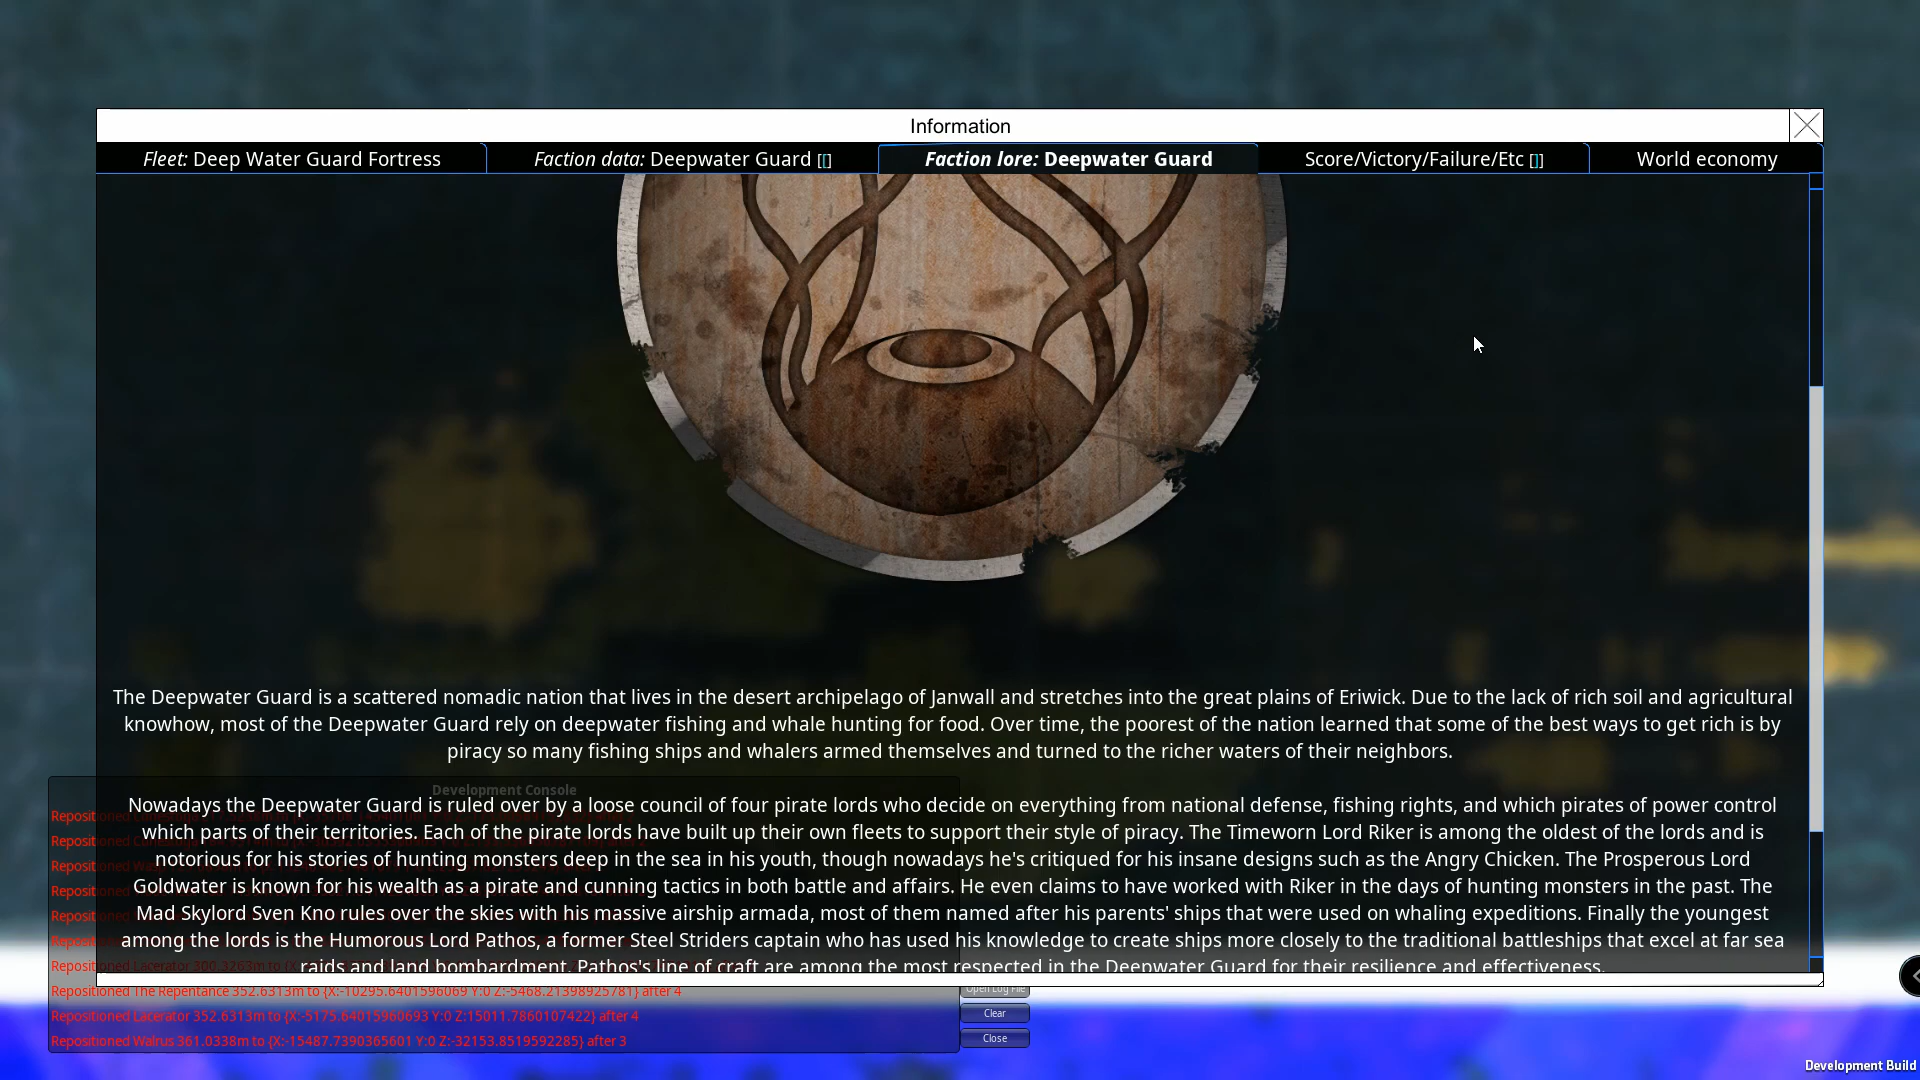 Information
Fleet: Deep Water Guard Fortress
Faction data: Deepwater Guard [[]
Faction lore: Deepwater Guard
Score/Victory/Failure/Etc []]
World economy
The Deepwater Guard is a scattered nomadic nation that lives in the desert archipelago of Janwall and stretches into the great plains of Eriwick. Due to the lack of rich soil and agricultural
knowhow, most of the Deepwater Guard rely on deepwater fishing and whale hunting for food. Over time, the poorest of the nation learned that some of the best ways to get rich is by
piracy so many fishing ships and whalers armed themselves and turned to the richer waters of their neighbors.
Nowadays the Deepwater Guard is ruled over by a loose council of four pirate lords who decide on everything from national defense, fishing rights, and which pirates of power control
which parts of their territories. Each of the pirate lords have built up their own fleets to support their style of piracy. The Timeworn Lord Riker is among the oldest of the lords and is
notorious for his stories of hunting monsters deep in the sea in his youth, though nowadays he's critiqued for his insane designs such as the Angry Chicken. The Prosperous Lord
Goldwater is known for his wealth as a pirate and cunning tactics in both battle and affairs. He even claims to have worked with Riker in the days of hunting monsters in the past. The
Mad Skylord Sven Kno rules over the skies with his massive airship armada, most of them named after his parents' ships that were used on whaling expeditions. Finally the youngest
among the lords is the Humorous Lord Pathos, a former Steel Striders captain who has used his knowledge to create ships more closely to the traditional battleships that excel at far sea
raids and land bombardment. Pathos's line of craft are among the most respected in the Deepwater Guard for their resilience and effectiveness.
Development Console
Repositioned
Repositioned
Repositioned
Repositioned
Repositioned
Repositioned
Repositioned Lacerator 300.3263m to {X:
Repositioned The Repentance 352.6313m to {X:-10295.6401596069 Y:0 Z:-5468.21398925781} after 4
Repositioned Lacerator 352.6313m to {X:-5175.64015960693 Y:0 Z:15011.7860107422} after 4
Repositioned Walrus 361.0338m to {X:-15487.7390365601 Y:0 Z:-32153.8519592285} after 3
Open Log File
Clear
Close
Development Build